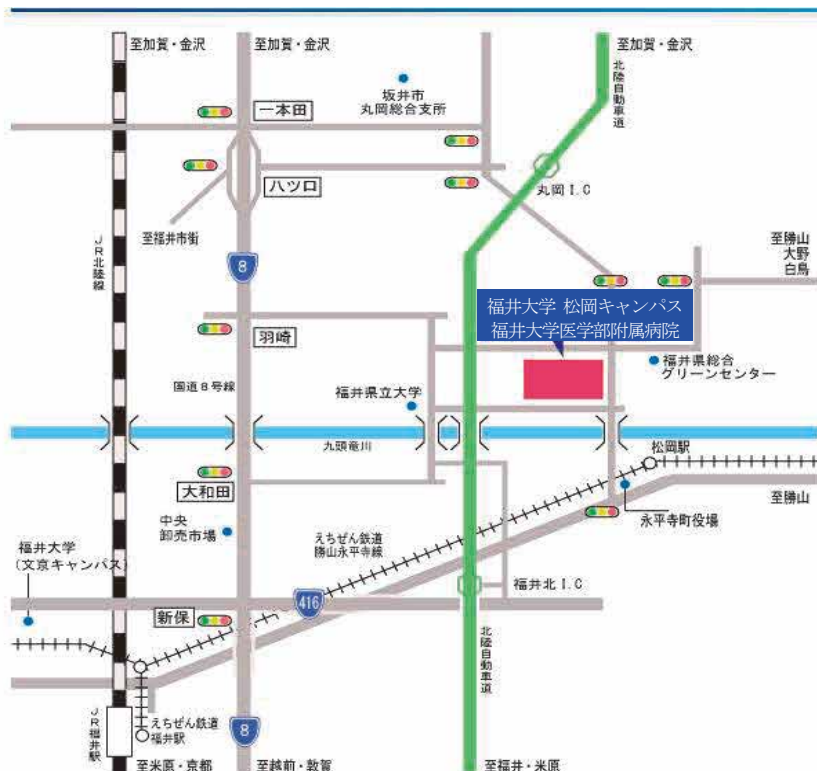 至加賀・金沢
至加賀・金沢
至加賀・金沢
北陸自動車道
坂井市
丸岡総合支所
一本田
丸岡I.C
八ツ口
至福井市街
至勝山
大野
白鳥
JR北陸線
8
福井大学 松岡キャンパス
福井大学医学部附属病院
羽崎
福井県総合
グリーンセンター
国道8号線
福井県立大学
九頭竜川
松岡駅
大和田
至勝山
中央
卸売市場
永平寺町役場
えちぜん鉄道
勝山永平寺線
福井大学
(文京キャンパス)
福井北I.C
416
新保
北陸自動車道
JR福井駅
えちぜん鉄道
福井駅
8
至米原・京都
至越前・敦賀
至福井・米原